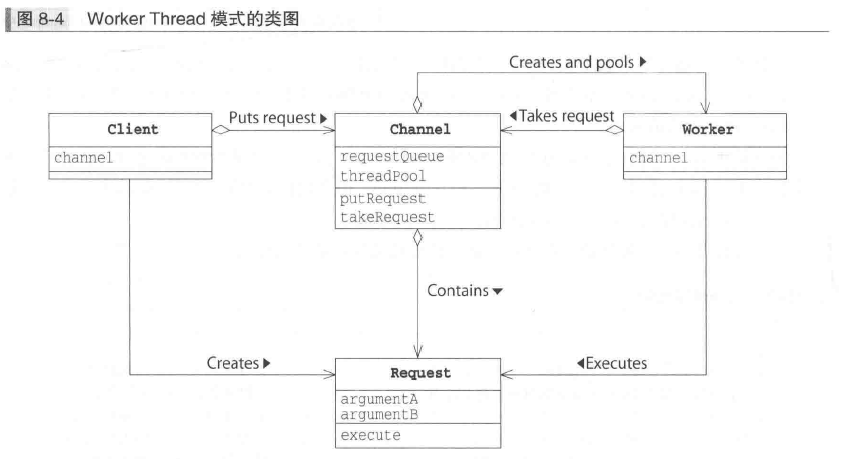 图 8-4 Worker Thread 模式的类图
Creates and pools ▶
Client
channel
Puts request ▶
Channel
requestQueue
threadPool
putRequest
takeRequest
◀Takes request
Worker
channel
Contains ▼
Creates ▶
◀Executes
Request
argumentA
argumentB
execute